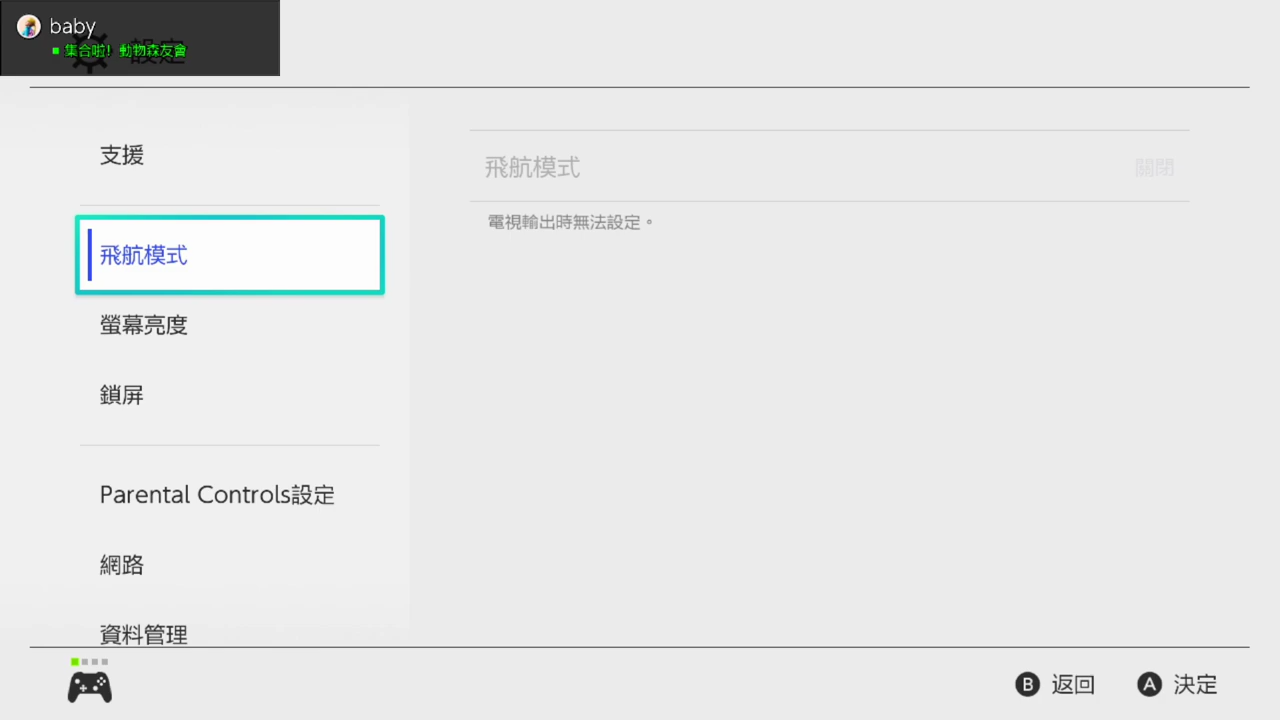 baby
集合啦！動物森友會
設定
支援
飛航模式
螢幕亮度
鎖屏
Parental Controls設定
網路
資料管理
飛航模式
關閉
電視輸出時無法設定。
B 返回
A 決定